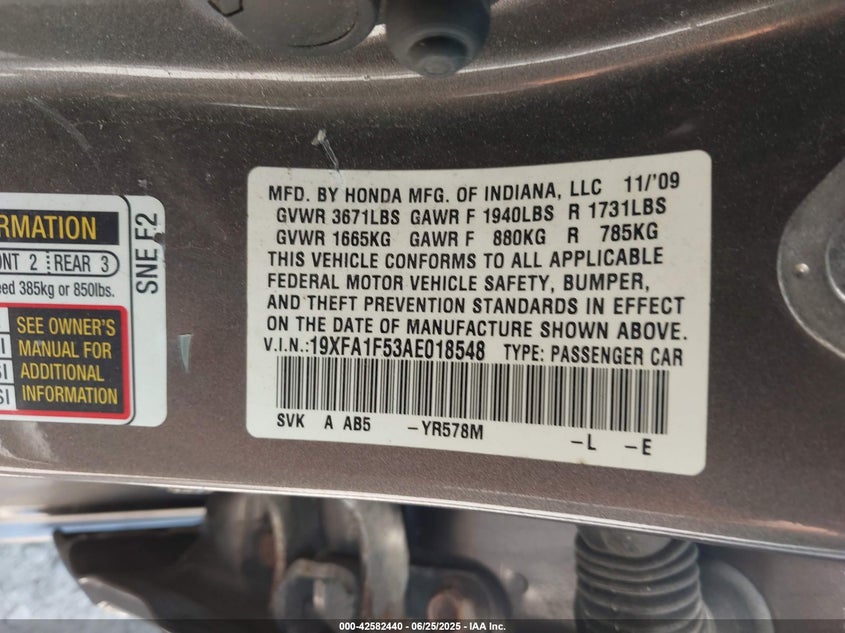 MFD. BY HONDA MFG. OF INDIANA, LLC 11/'09
GVWR 3671LBS GAWR F 1940LBS R 1731LBS
GVWR 1665KG GAWR F 880KG R 785KG
THIS VEHICLE CONFORMS TO ALL APPLICABLE
FEDERAL MOTOR VEHICLE SAFETY, BUMPER,
AND THEFT PREVENTION STANDARDS IN EFFECT
ON THE DATE OF MANUFACTURE SHOWN ABOVE.
V.I.N.:19XFA1F53AE018548 TYPE: PASSENGER CAR
SVK A AB5 -YR578M -L -E
2 REAR 3
385kg or 850lbs.
SEE OWNER'S
MANUAL FOR
ADDITIONAL
INFORMATION
SNE F2
000-42582440 - 06/25/2025 - IAA Inc.